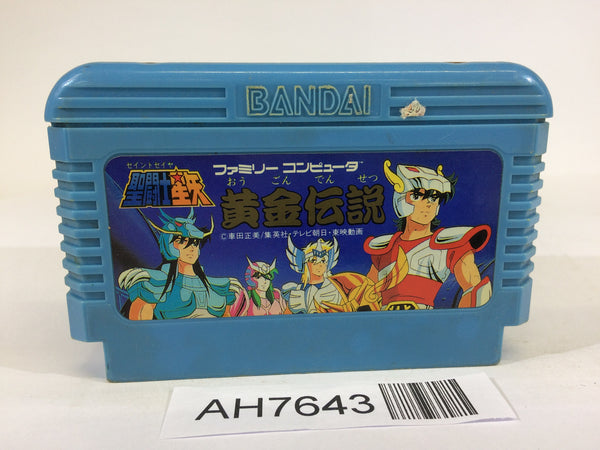 BANDAI
セイントセイヤ
聖闘士星矢
ファミリー コンピュータ™
おう ごん でん せつ
黄金伝説
©車田正美/集英社・テレビ朝日・東映動画
AH7643